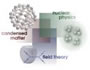 nuclear
physics
condensed
matter
field theory